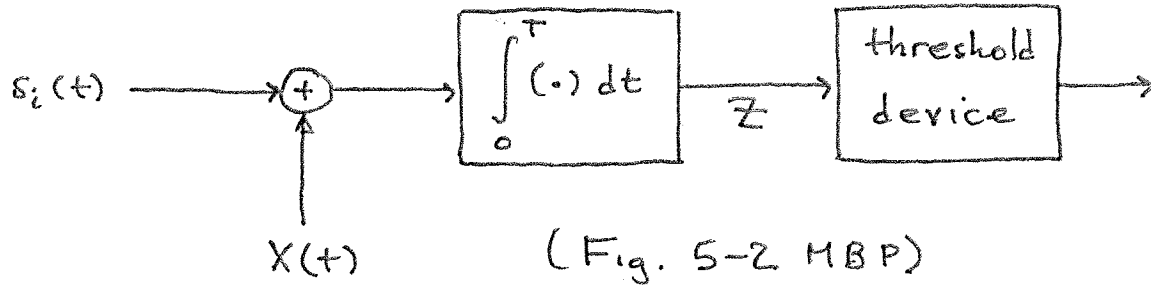 sᵢ(t)
+
X(t)
∫₀ᵀ (·) dt
Z
threshold
device
(Fig. 5-2 MBP)